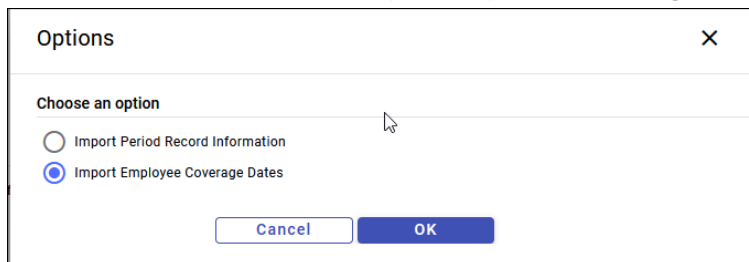 Options
Choose an option
Import Period Record Information
Import Employee Coverage Dates
Cancel OK